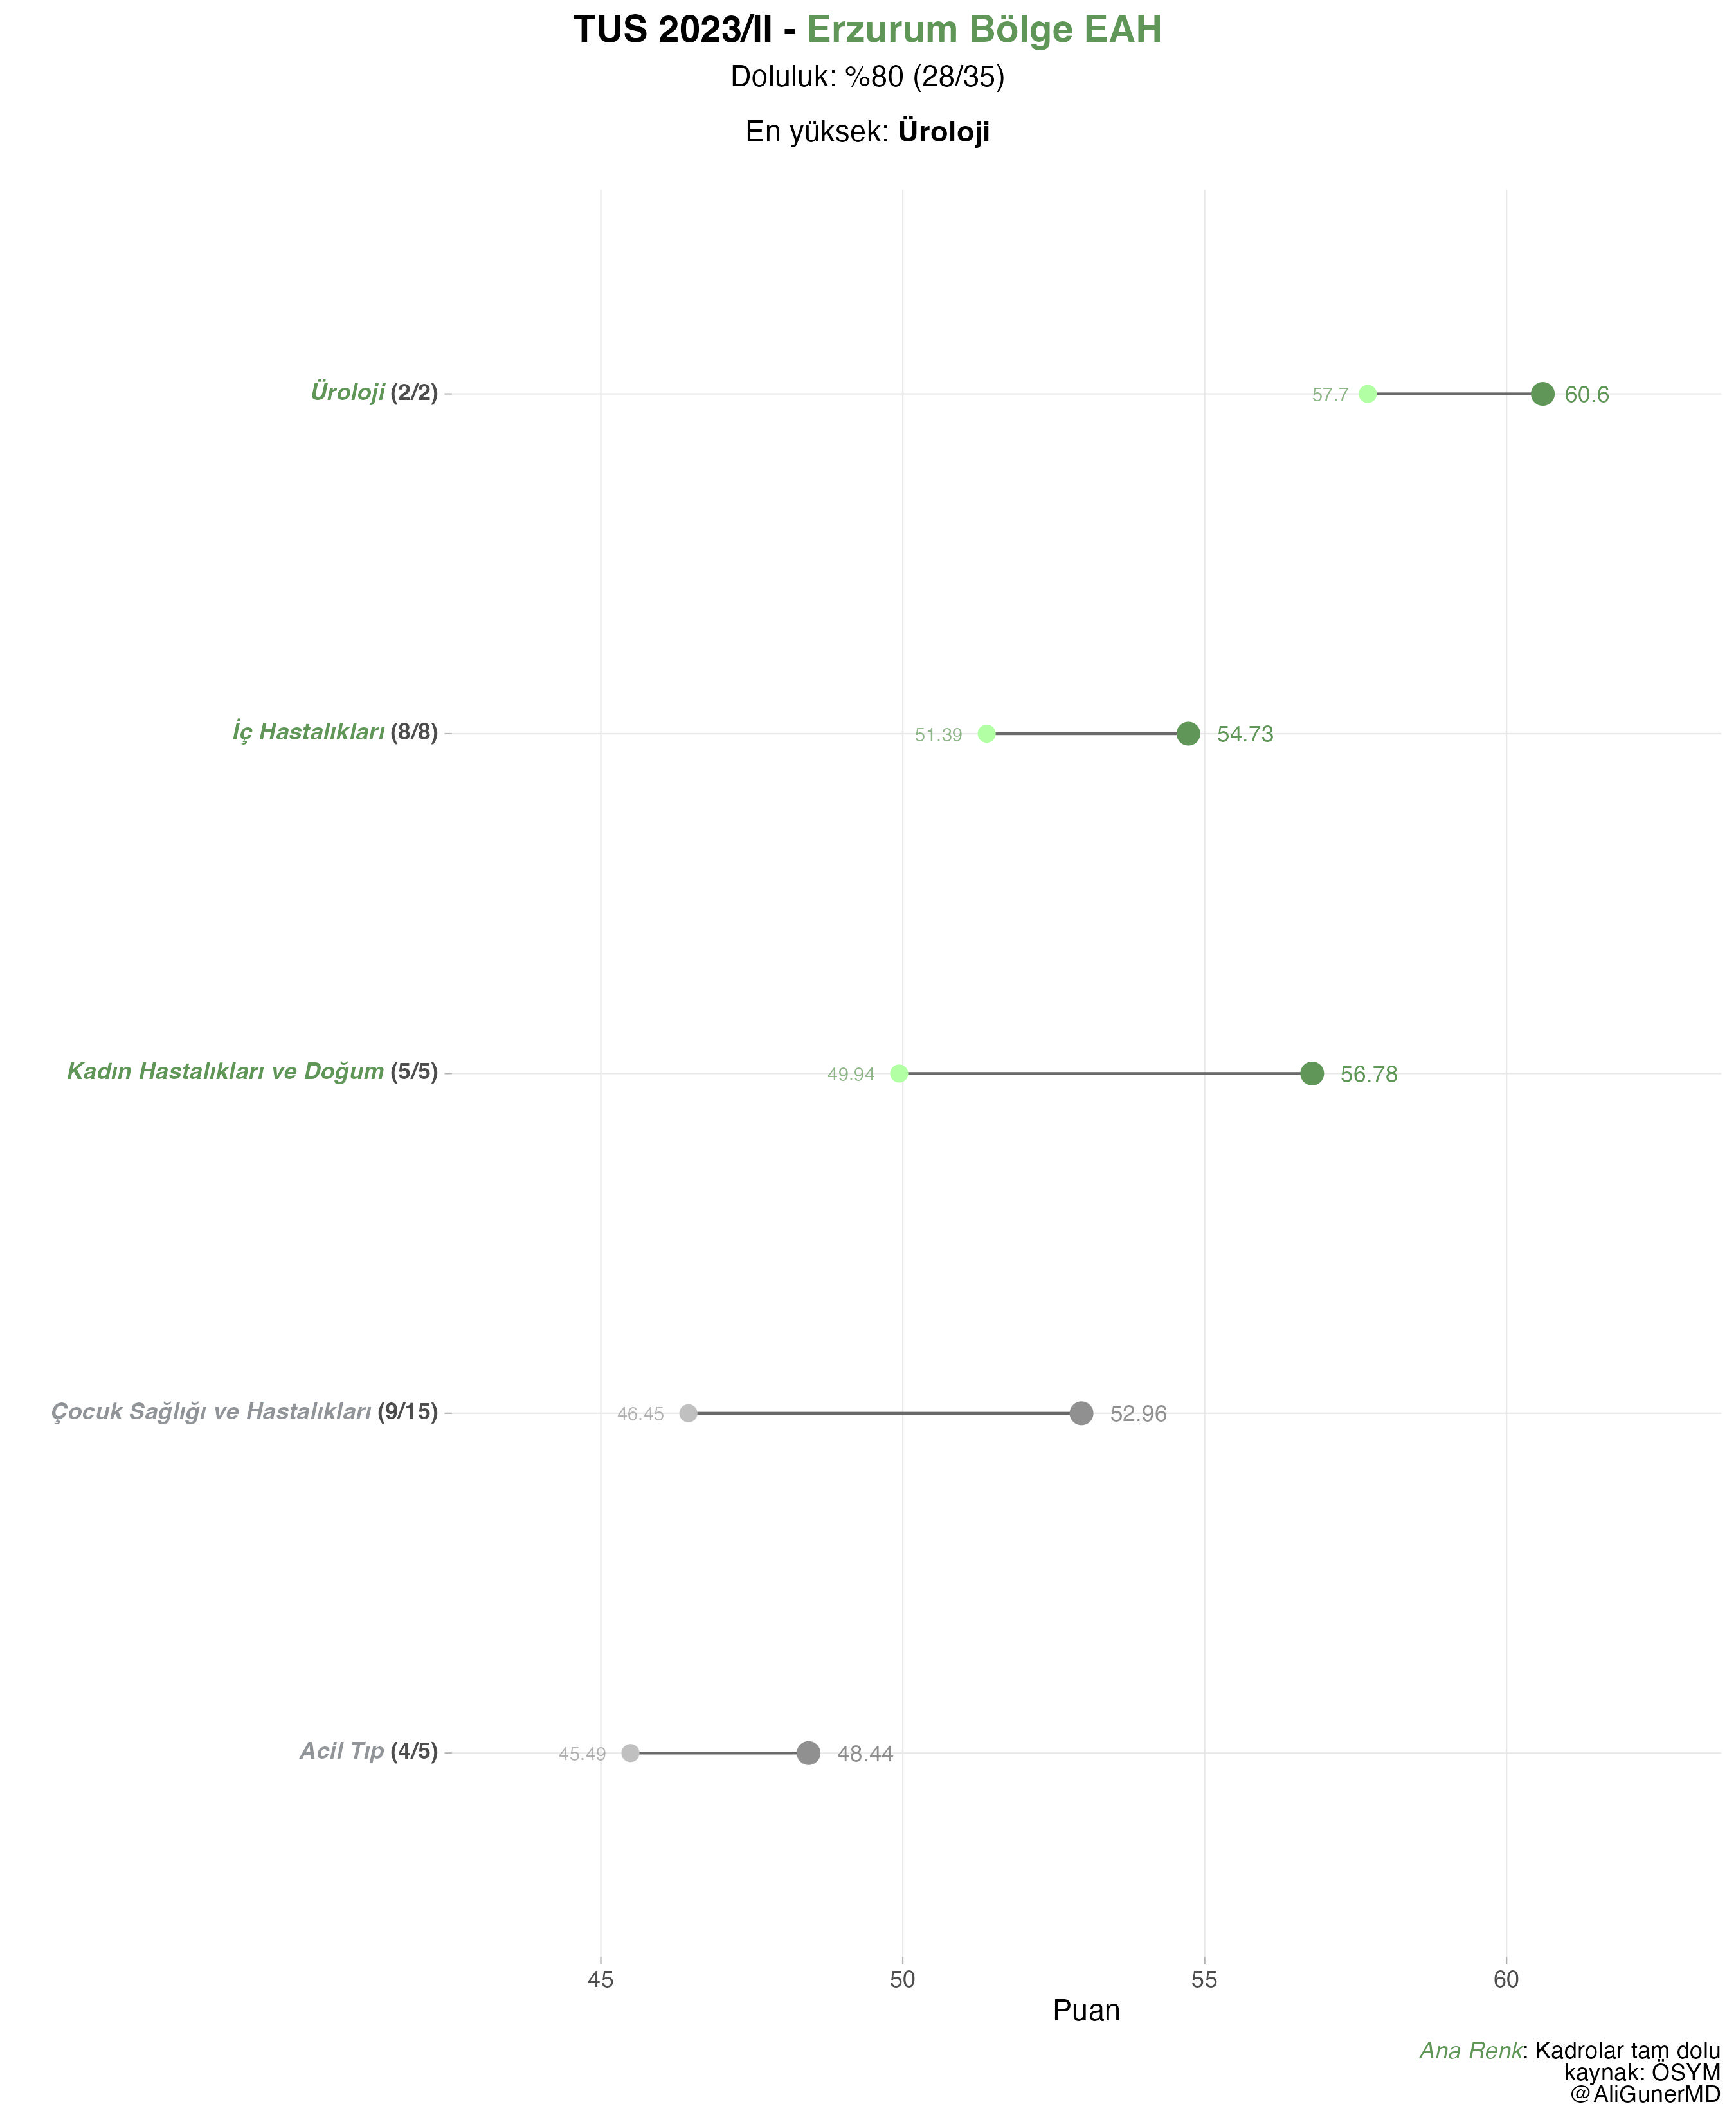 TUS 2023/II - Erzurum Bölge EAH
Doluluk: %80 (28/35)
En yüksek: Üroloji
Üroloji (2/2)
57.7
60.6
İç Hastalıkları (8/8)
51.39
54.73
Kadın Hastalıkları ve Doğum (5/5)
49.94
56.78
Çocuk Sağlığı ve Hastalıkları (9/15)
46.45
52.96
Acil Tıp (4/5)
45.49
48.44
45 50 55 60
Puan
Ana Renk: Kadrolar tam dolu
kaynak: ÖSYM
@AliGunerMD